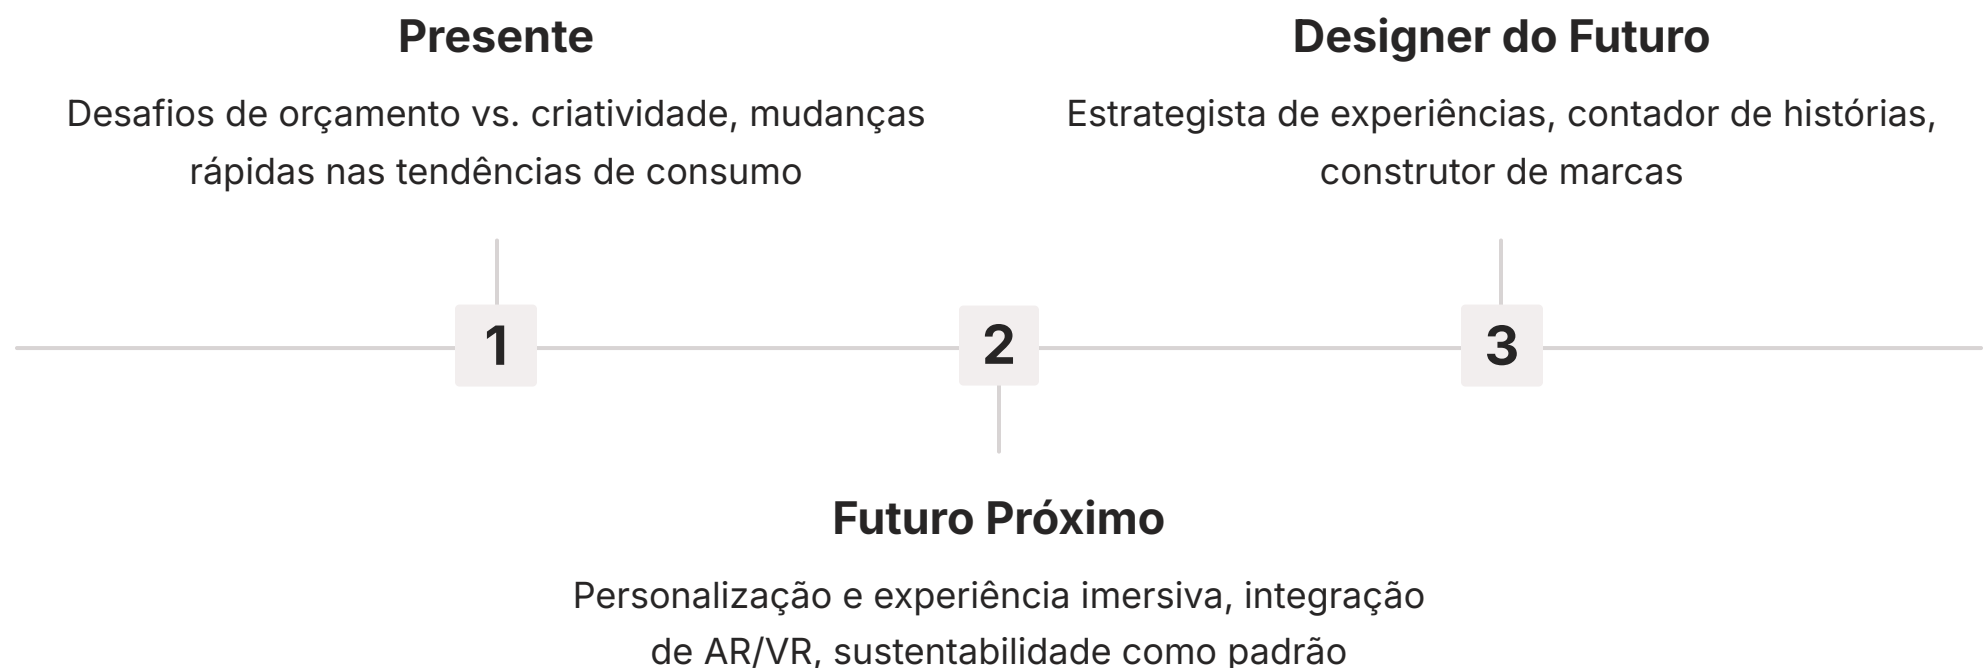 Presente
Desafios de orçamento vs. criatividade, mudanças
rápidas nas tendências de consumo
Designer do Futuro
Estrategista de experiências, contador de histórias,
construtor de marcas
1
2
3
Futuro Próximo
Personalização e experiência imersiva, integração
de AR/VR, sustentabilidade como padrão